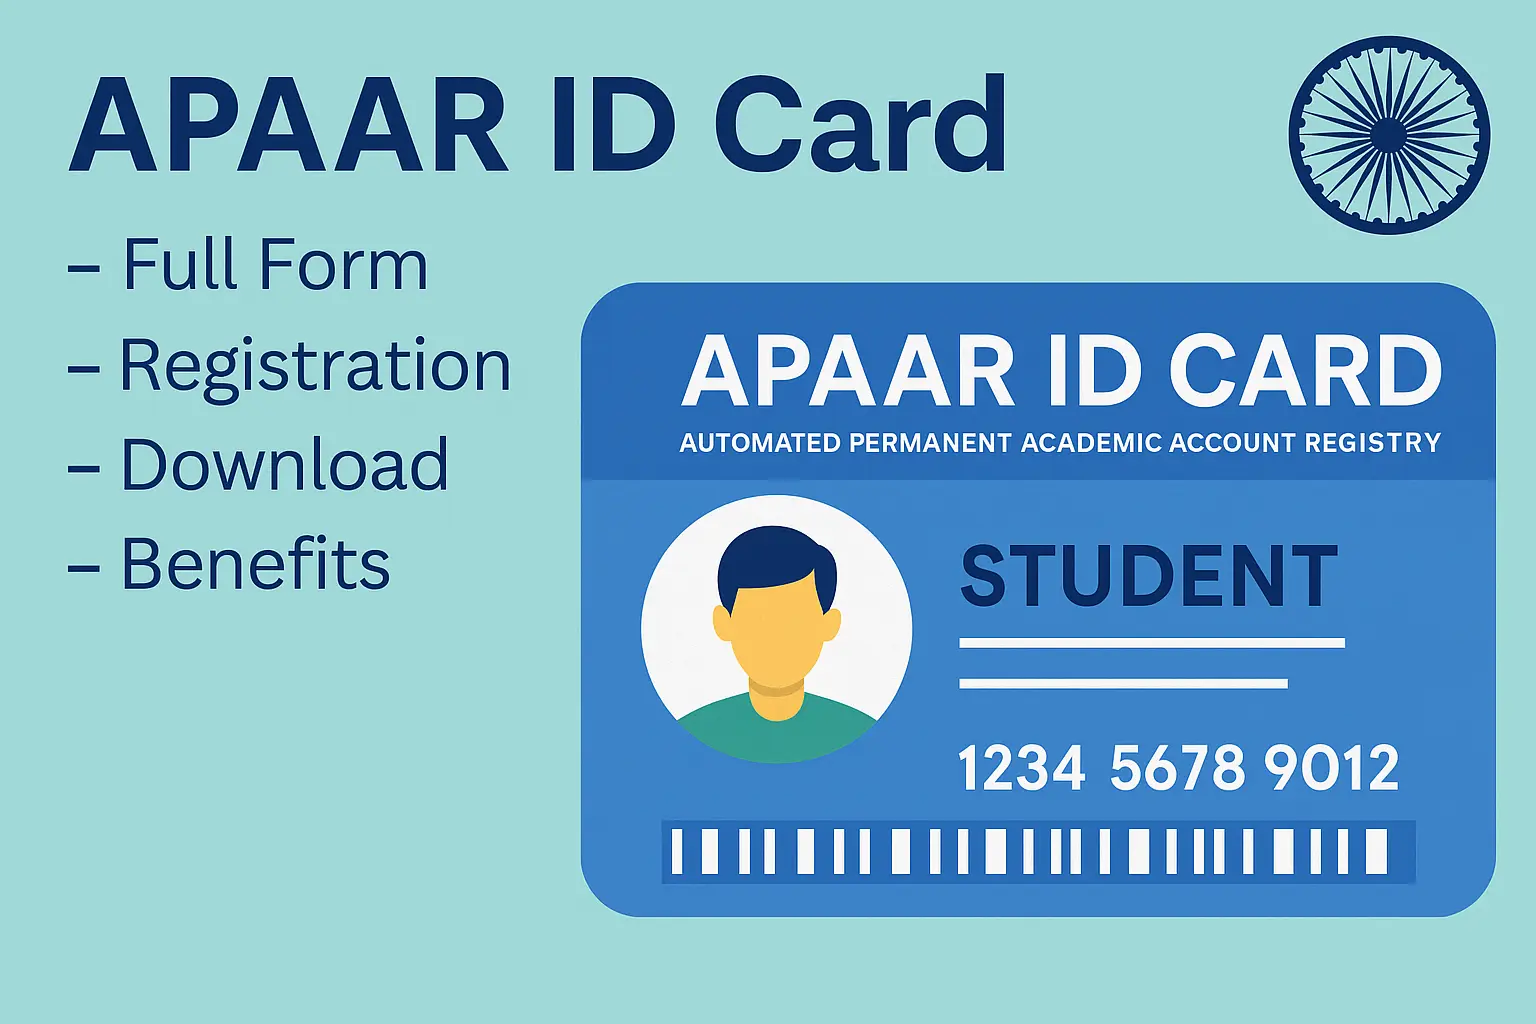 APAAR ID Card
– Full Form
– Registration
– Download
– Benefits
APAAR ID CARD
AUTOMATED PERMANENT ACADEMIC ACCOUNT REGISTRY
STUDENT
1234 5678 9012